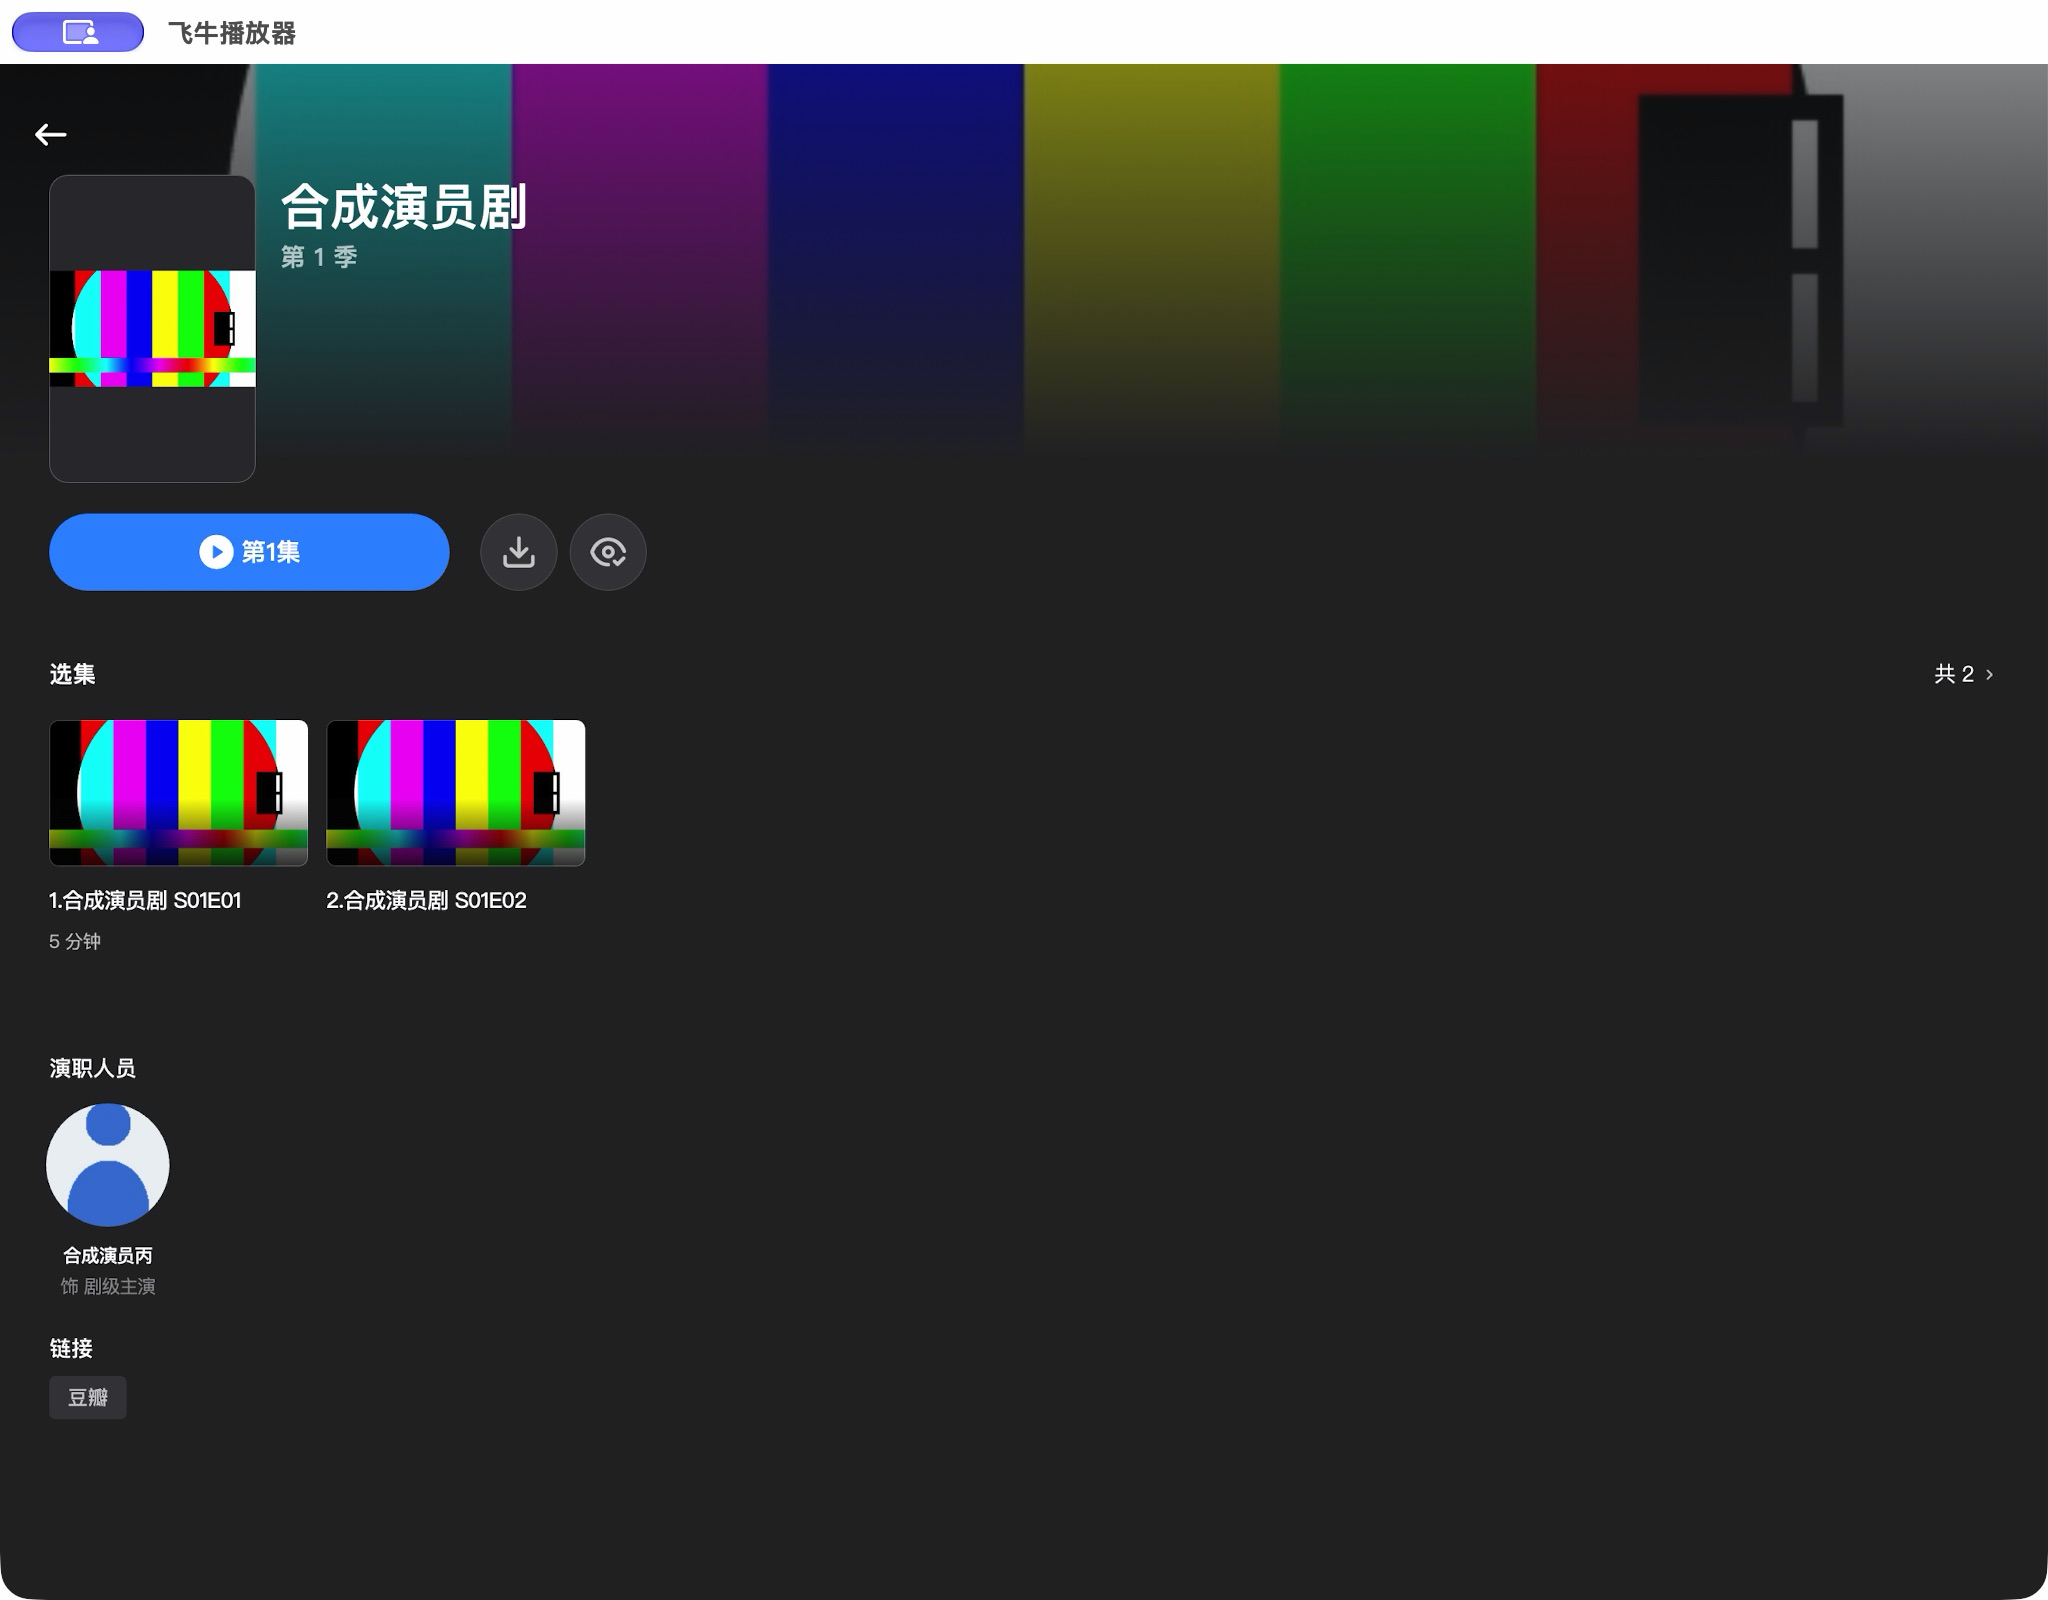 飞牛播放器
合成演员剧
第 1 季
第1集
选集
共 2
1.合成演员剧 S01E01
2.合成演员剧 S01E02
5 分钟
演职人员
合成演员丙
饰 剧级主演
链接
豆瓣